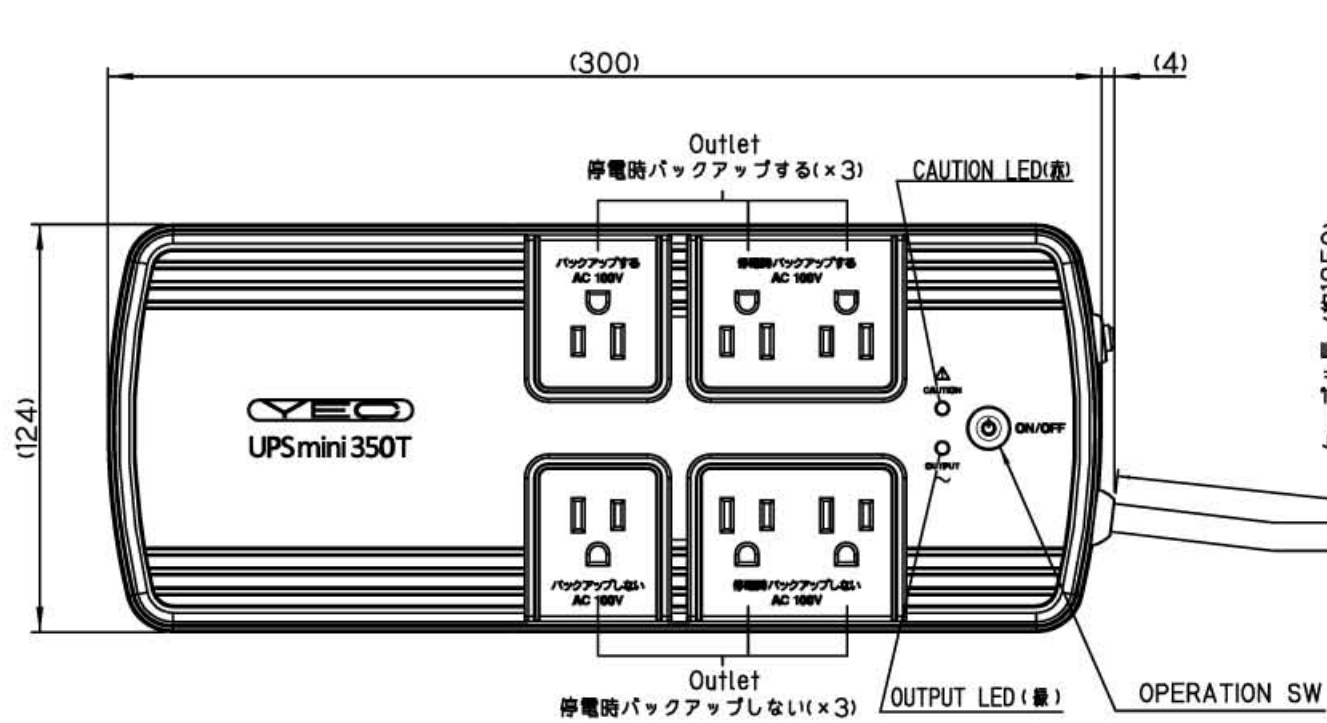 (300)
(4)
Outlet
停電時バックアップする(×3)
CAUTION LED(赤)
バックアップする
AC 100V
停電時バックアップする
AC 100V
(124)
YEC
UPSmini 350T
CAUTION
ON/OFF
OUTPUT
バックアップしない
AC 100V
停電時バックアップしない
AC 100V
Outlet
停電時バックアップしない(×3)
OUTPUT LED(緑)
OPERATION SW